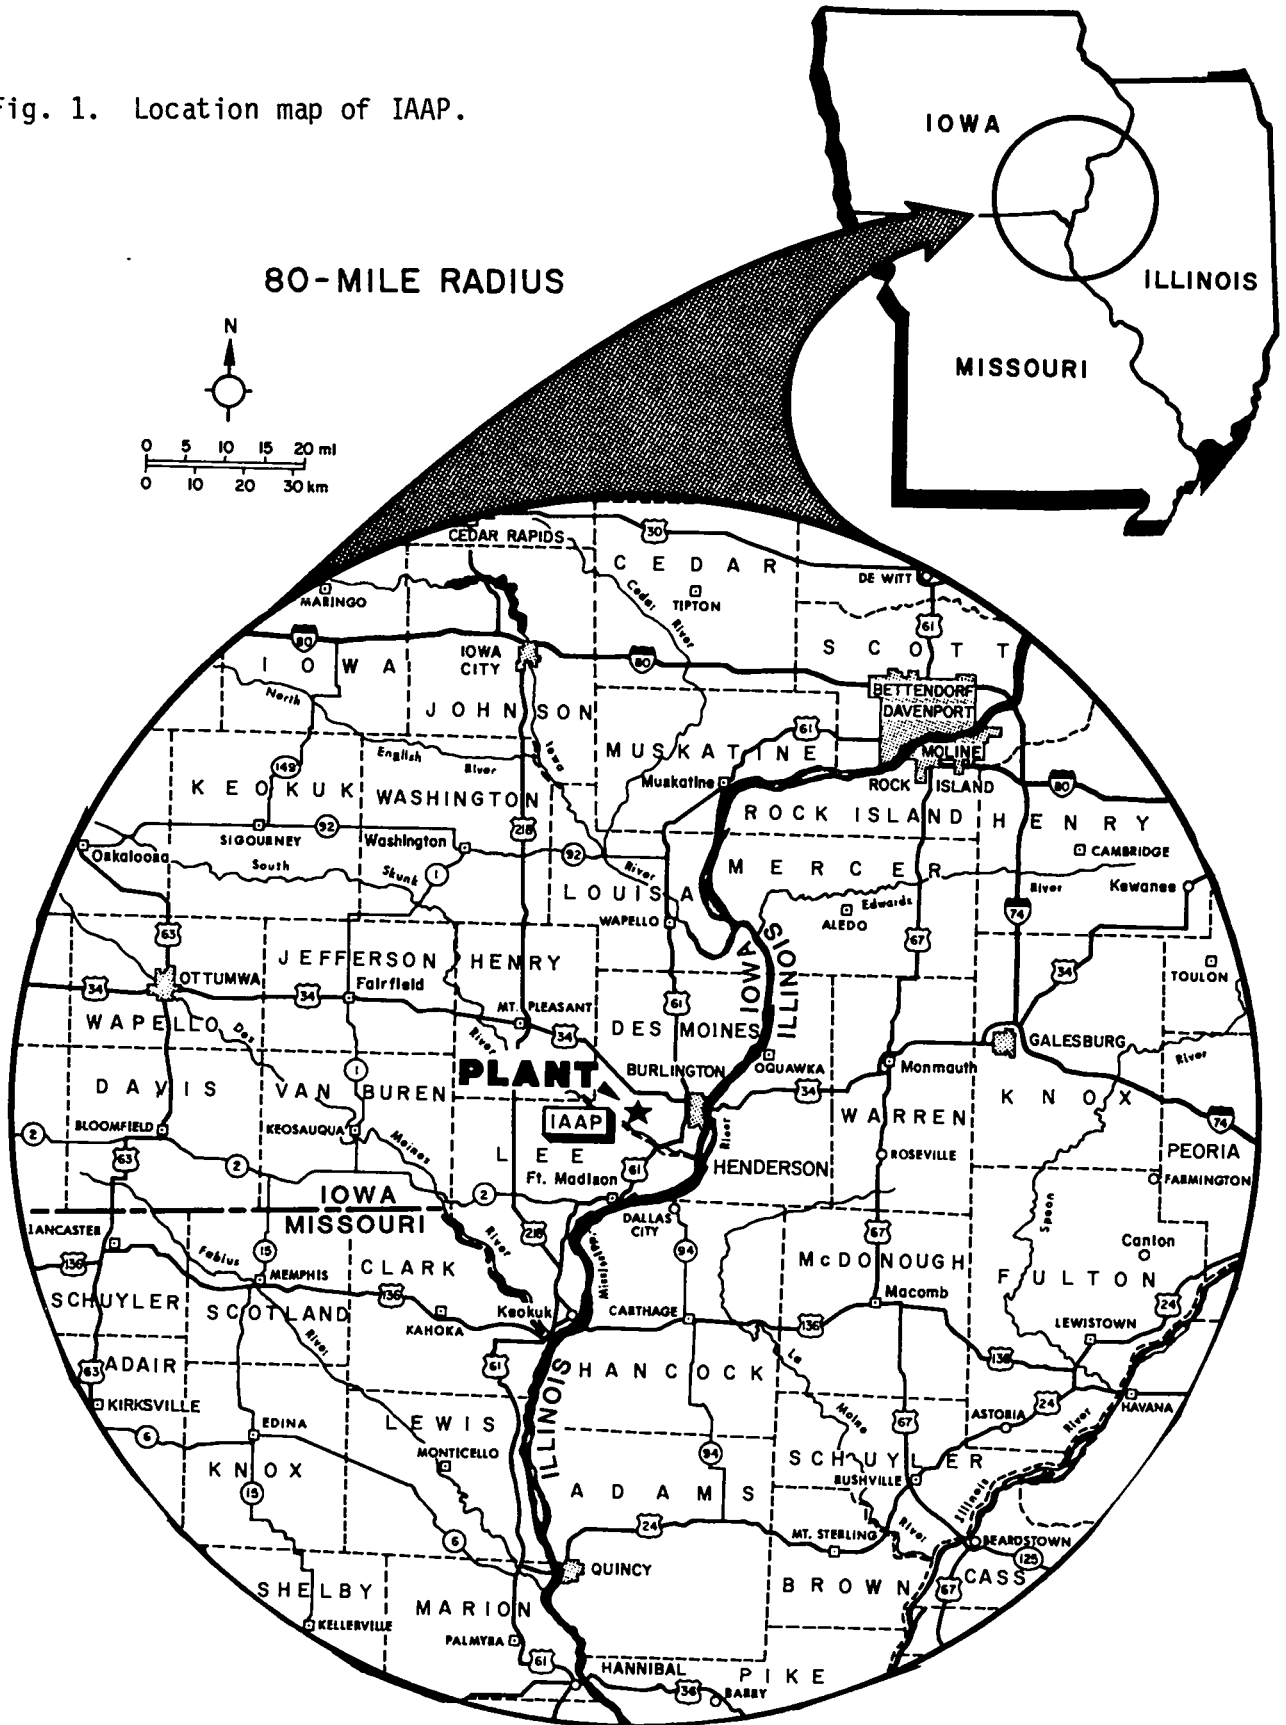 Fig. 1. Location map of IAAP.
IOWA
ILLINOIS
MISSOURI
80-MILE RADIUS
N
0 5 10 15 20 mi
0 10 20 30 km
CEDAR RAPIDS
30
CEDAR
DE WITT
MARINGO
Cedar
River
TIPTON
61
80
IOWA
IOWA
CITY
80
SCOTT
North
JOHNSON
BETTENDORF
DAVENPORT
61
MUSKATINE
MOLINE
English
River
Iowa
149
KEOKUK
WASHINGTON
Muskatine
ROCK ISLAND
80
ROCK ISLAND
HENRY
218
92
SIGOURNEY
Washington
Oskaloosa
92
CAMBRIDGE
South
Skunk
1
River
MERCER
LOUISA
Edwards
River
Kewanee
WAPELLO
ALEDO
74
63
67
JEFFERSON
HENRY
IOWA
ILLINOIS
34
TOULON
OTTUMWA
34
34
Fairfield
MT. PLEASANT
61
WAPELLO
Des
River
34
DES MOINES
GALESBURG
River
PLANT
BURLINGTON
OQUAWKA
Monmouth
DAVIS
VAN BUREN
1
34
KNOX
IAAP
WARREN
74
2
BLOOMFIELD
KEOSAUQUA
Moines
River
LEE
63
2
61
HENDERSON
ROSEVILLE
PEORIA
Ft. Madison
FARMINGTON
IOWA
2
MISSOURI
DALLAS
CITY
Spoon
LANCASTER
River
218
67
15
94
Canton
136
Fabius
MEMPHIS
CLARK
Mississippi
McDONOUGH
FULTON
SCHUYLER
SCOTLAND
136
Keokuk
CARTHAGE
136
Macomb
24
KAHOKA
LEWISTOWN
River
61
ILLINOIS
HANCOCK
La
136
ADAIR
63
KIRKSVILLE
HAVANA
24
EDINA
LEWIS
Moine
67
ASTORIA
River
6
MONTICELLO
94
SCHUYLER
KNOX
RUSHVILLE
15
ADAMS
Illinois
24
MT. STERLING
River
6
BEARDSTOWN
125
QUINCY
SHELBY
BROWN
67
CASS
MARION
KELLERVILLE
PALMYRA
61
HANNIBAL
PIKE
36
BARRY